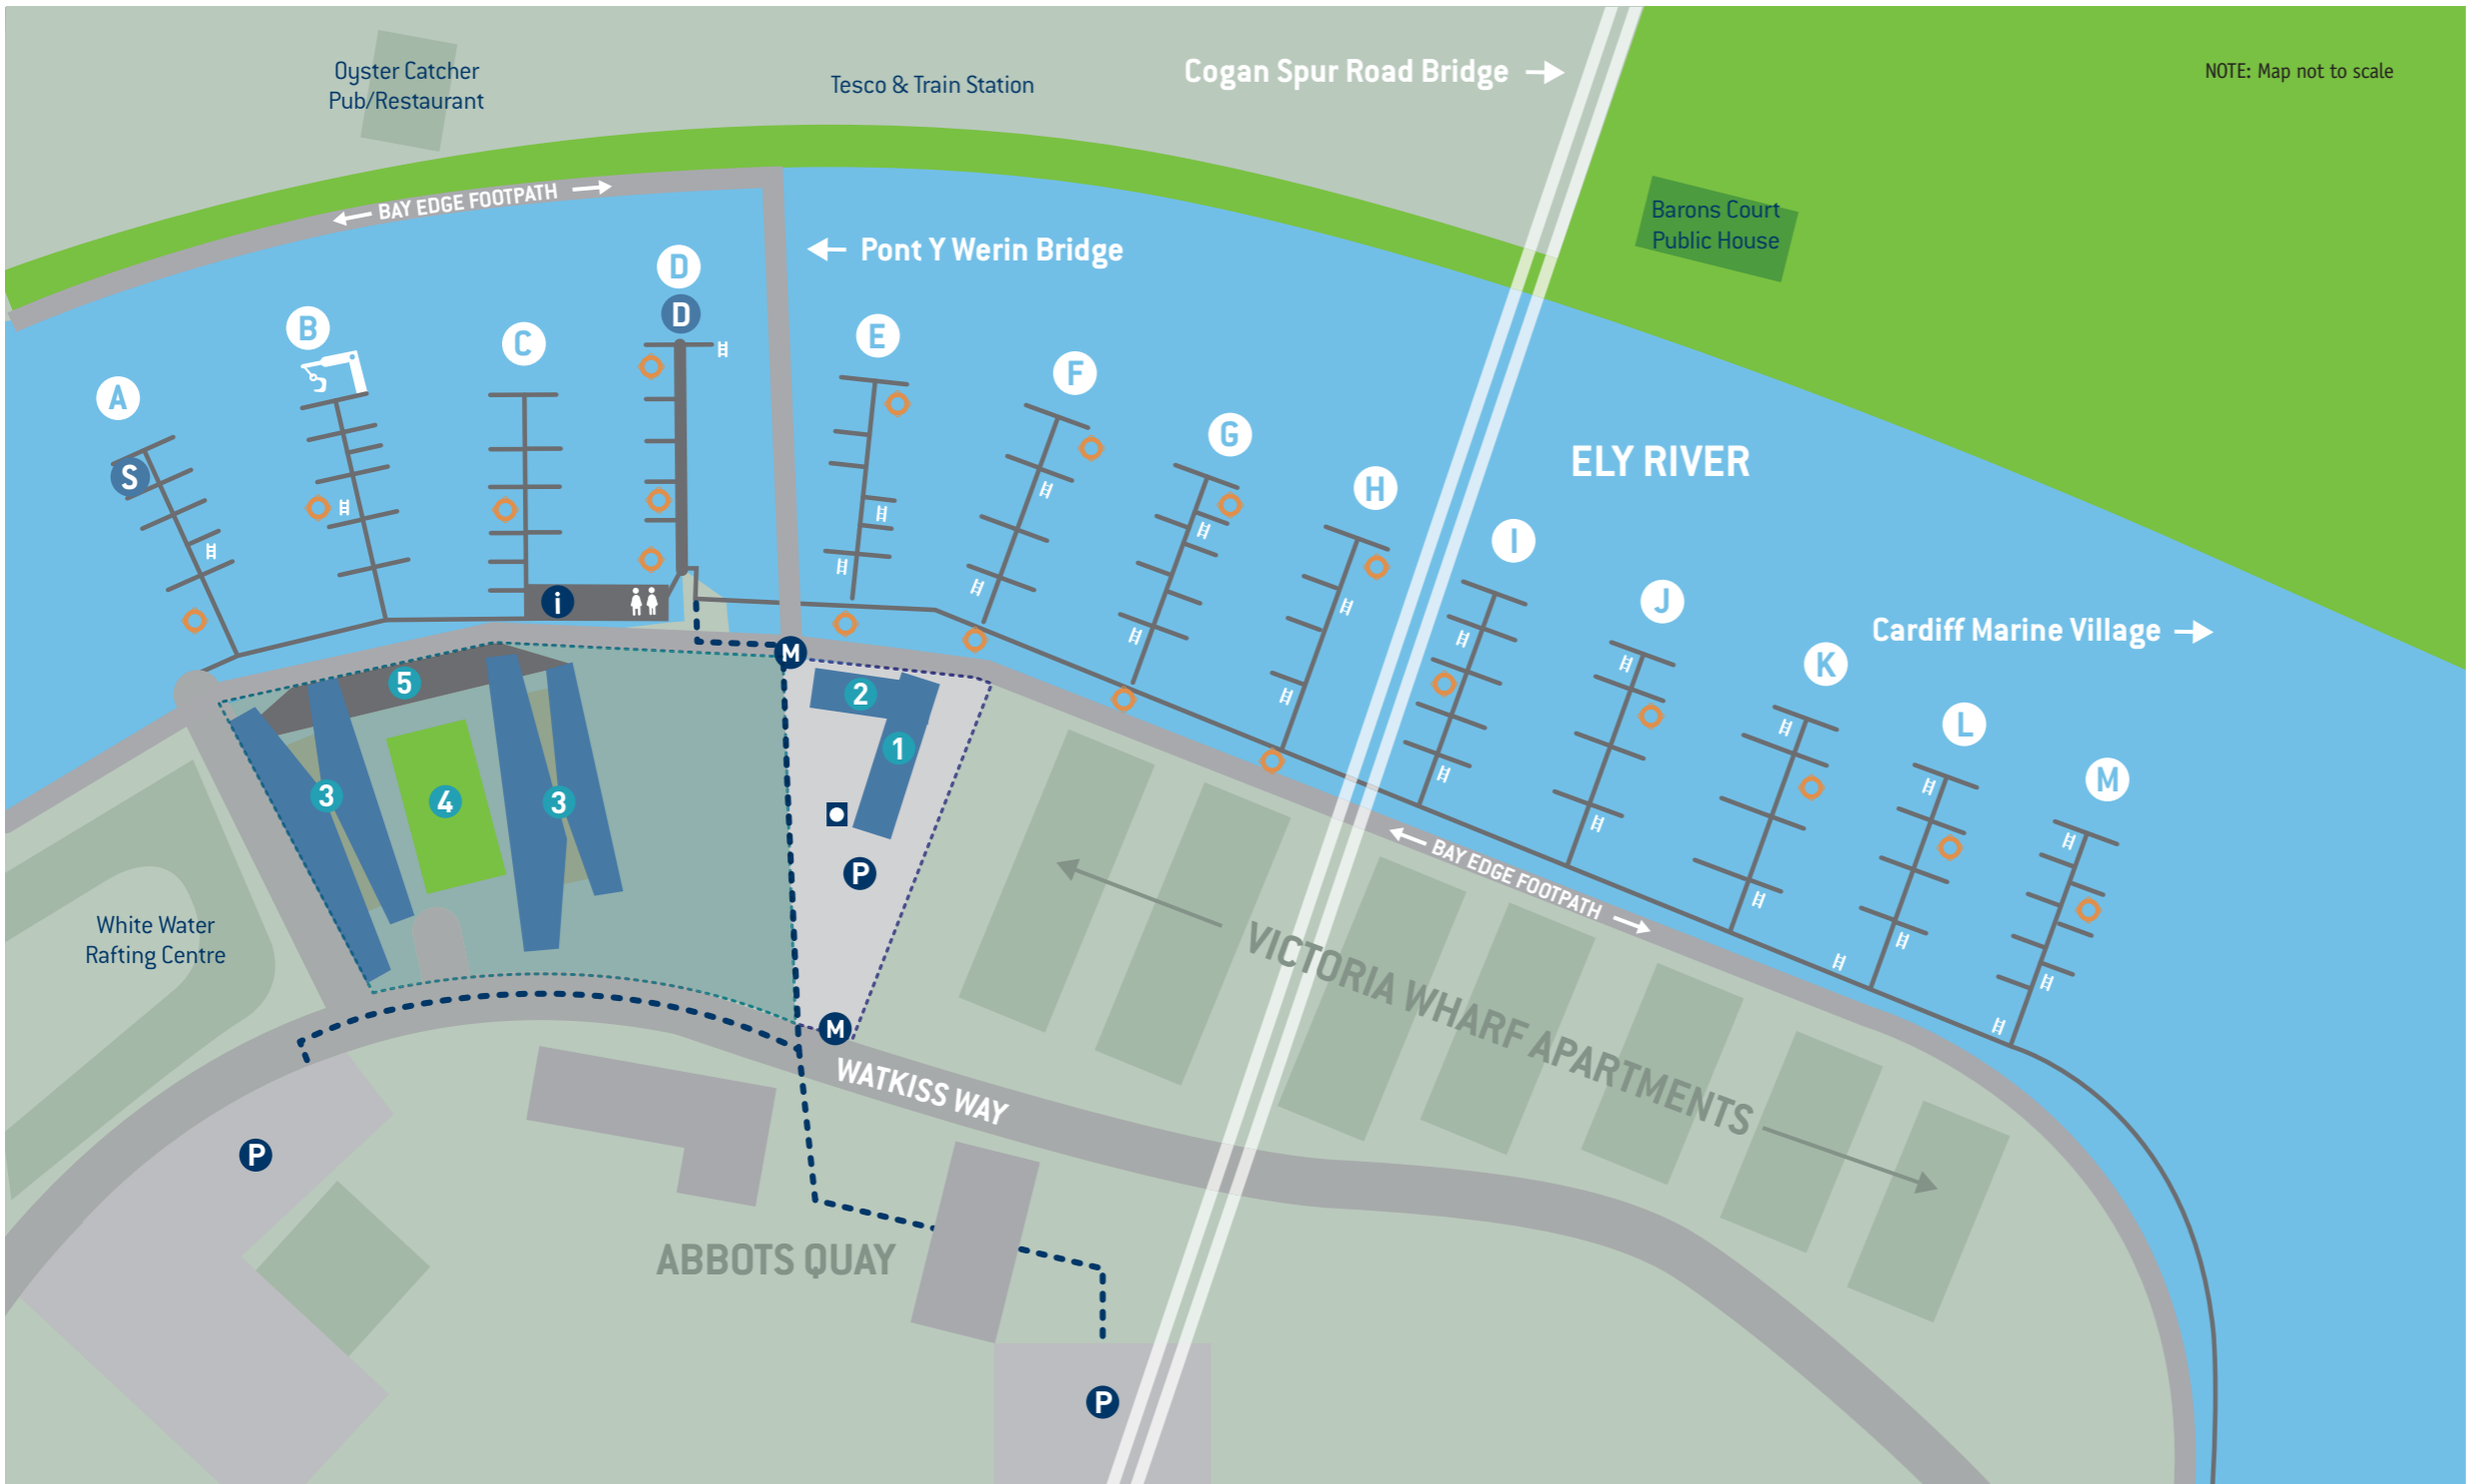 Oyster Catcher
Pub/Restaurant
Tesco & Train Station
Cogan Spur Road Bridge
NOTE: Map not to scale
BAY EDGE FOOTPATH
Barons Court
Public House
Pont Y Werin Bridge
D
D
B
C
E
A
F
S
G
H
ELY RIVER
I
J
i
Cardiff Marine Village
K
M
L
5
2
1
M
3
4
3
P
BAY EDGE FOOTPATH
White Water
Rafting Centre
VICTORIA WHARF APARTMENTS
M
WATKISS WAY
P
ABBOTS QUAY
P